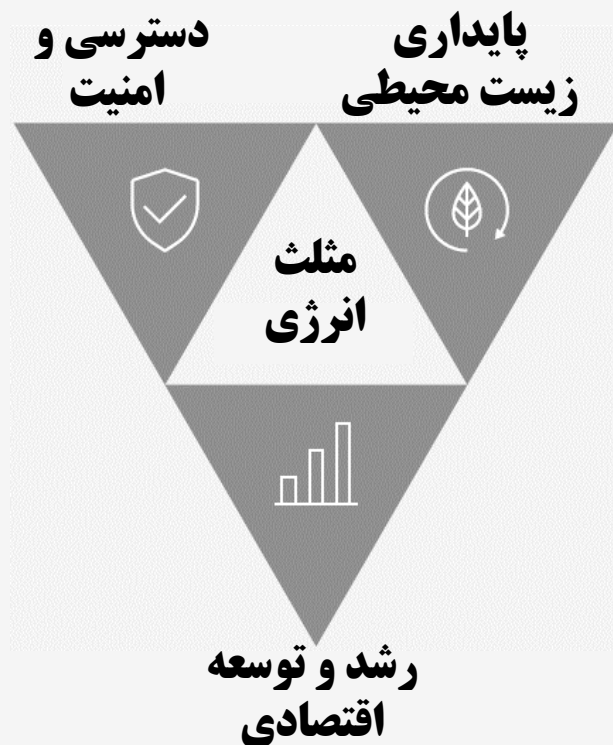 پایداری
زیست محیطی
دسترسی و
امنیت
مثلث
انرژی
رشد و توسعه
اقتصادی